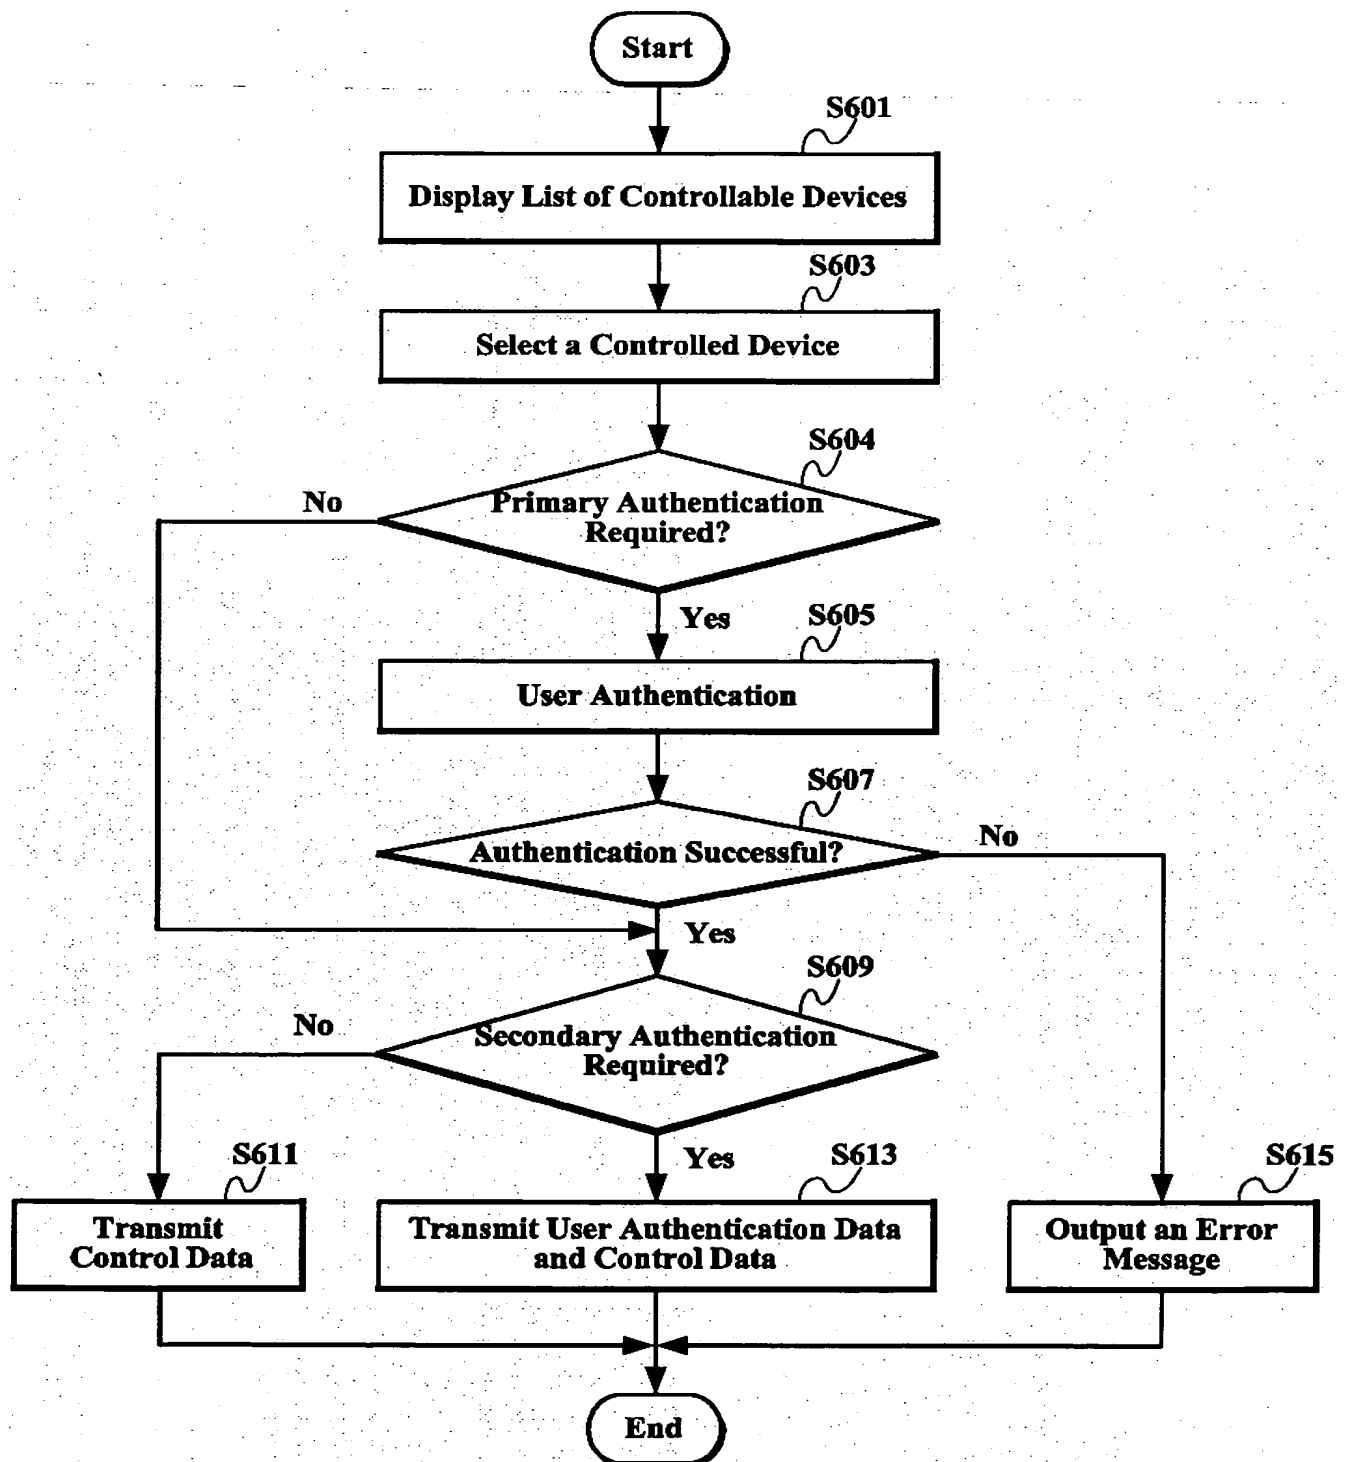 Start
S601
Display List of Controllable Devices
S603
Select a Controlled Device
S604
No
Primary Authentication
Required?
Yes
S605
User Authentication
S607
No
Authentication Successful?
Yes
S609
No
Secondary Authentication
Required?
Yes
S611
S613
S615
Transmit
Control Data
Transmit User Authentication Data
and Control Data
Output an Error
Message
End